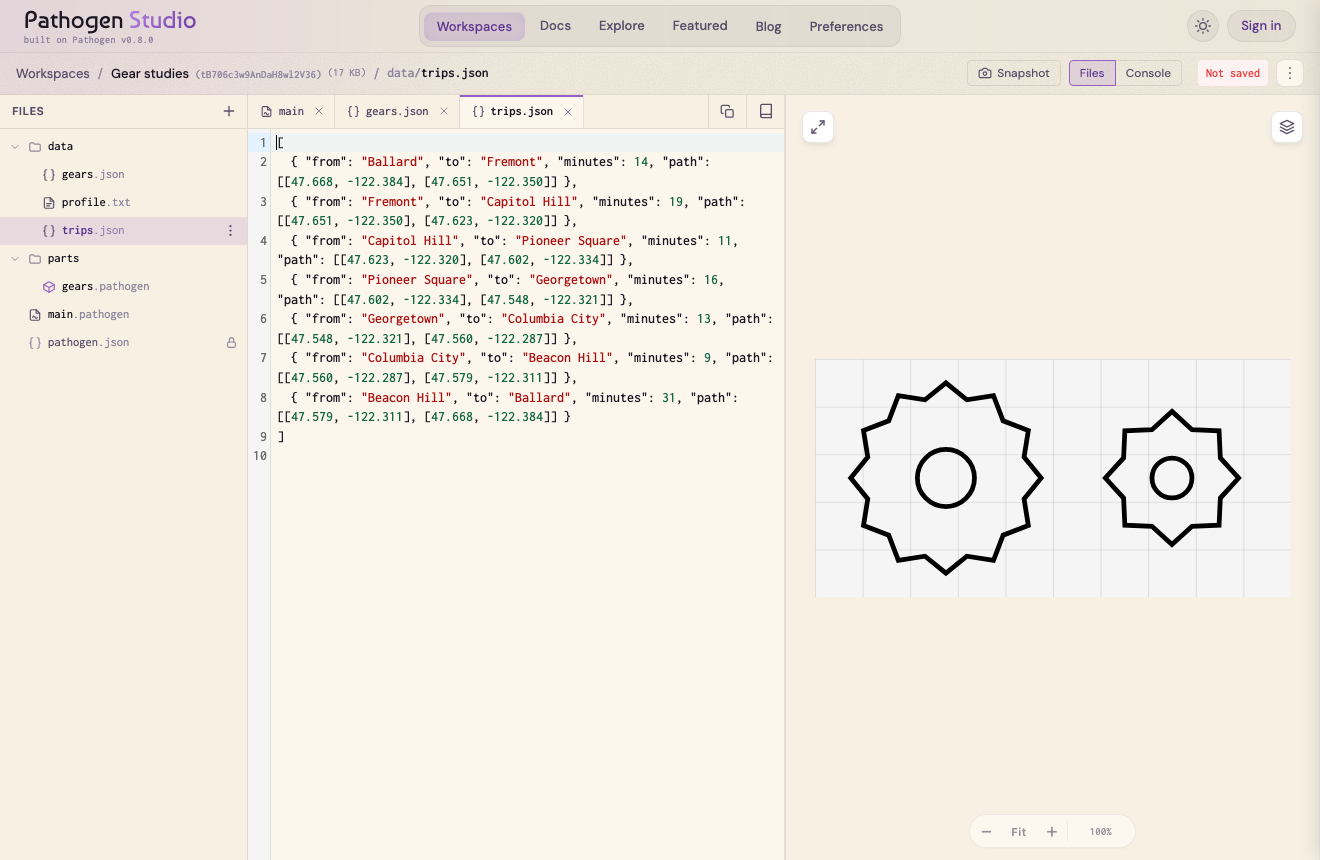 Pathogen Studio
built on Pathogen v0.8.0
Workspaces
Docs
Explore
Featured
Blog
Preferences
Sign in
Workspaces / Gear studies (tB706c3w9AnDaH8wl2V36) (17 KB) / data/trips.json
Snapshot
Files
Console
Not saved
FILES
data
gears.json
profile.txt
trips.json
parts
gears.pathogen
main.pathogen
pathogen.json
main
{} gears.json
{} trips.json
1 [
2 { "from": "Ballard", "to": "Fremont", "minutes": 14, "path":
[[47.668, -122.384], [47.651, -122.350]] },
3 { "from": "Fremont", "to": "Capitol Hill", "minutes": 19, "path":
[[47.651, -122.350], [47.623, -122.320]] },
4 { "from": "Capitol Hill", "to": "Pioneer Square", "minutes": 11,
"path": [[47.623, -122.320], [47.602, -122.334]] },
5 { "from": "Pioneer Square", "to": "Georgetown", "minutes": 16,
"path": [[47.602, -122.334], [47.548, -122.321]] },
6 { "from": "Georgetown", "to": "Columbia City", "minutes": 13, "path":
[[47.548, -122.321], [47.560, -122.287]] },
7 { "from": "Columbia City", "to": "Beacon Hill", "minutes": 9, "path":
[[47.560, -122.287], [47.579, -122.311]] },
8 { "from": "Beacon Hill", "to": "Ballard", "minutes": 31, "path":
[[47.579, -122.311], [47.668, -122.384]] }
9 ]
10
Fit
100%